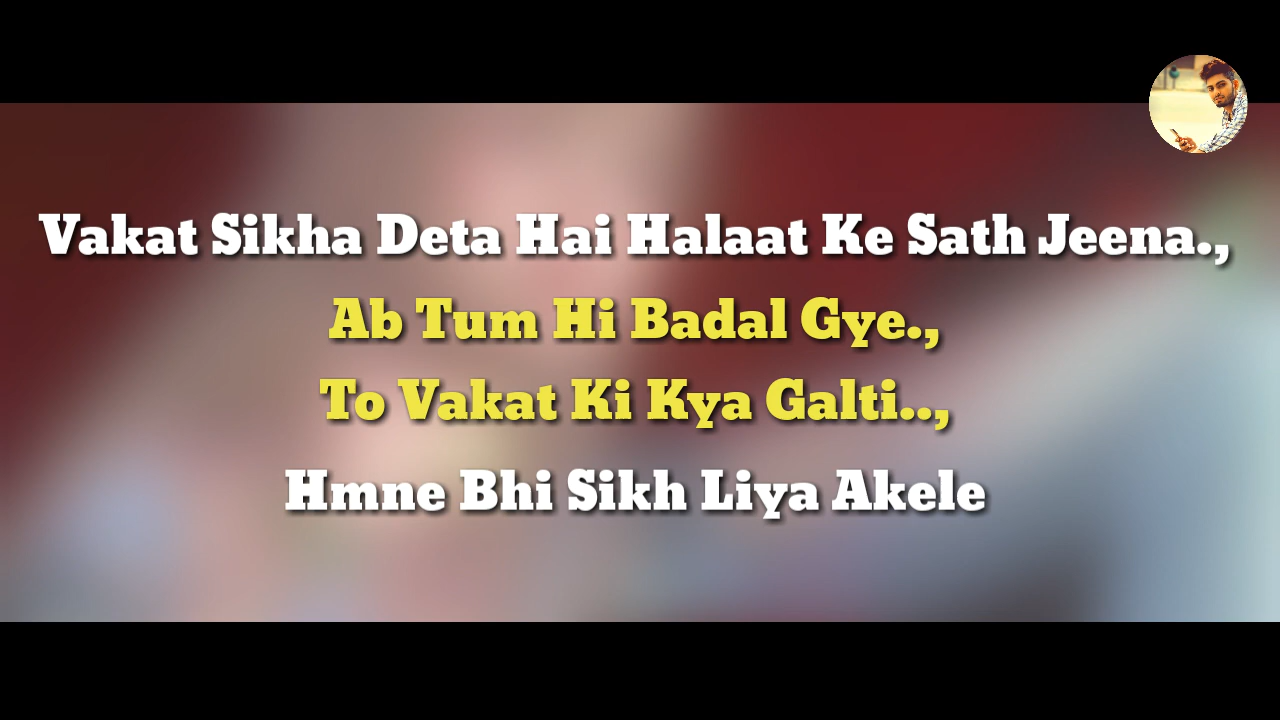 Vakat Sikha Deta Hai Halaat Ke Sath Jeena.,
Ab Tum Hi Badal Gye.,
To Vakat Ki Kya Galti..,
Hmne Bhi Sikh Liya Akele